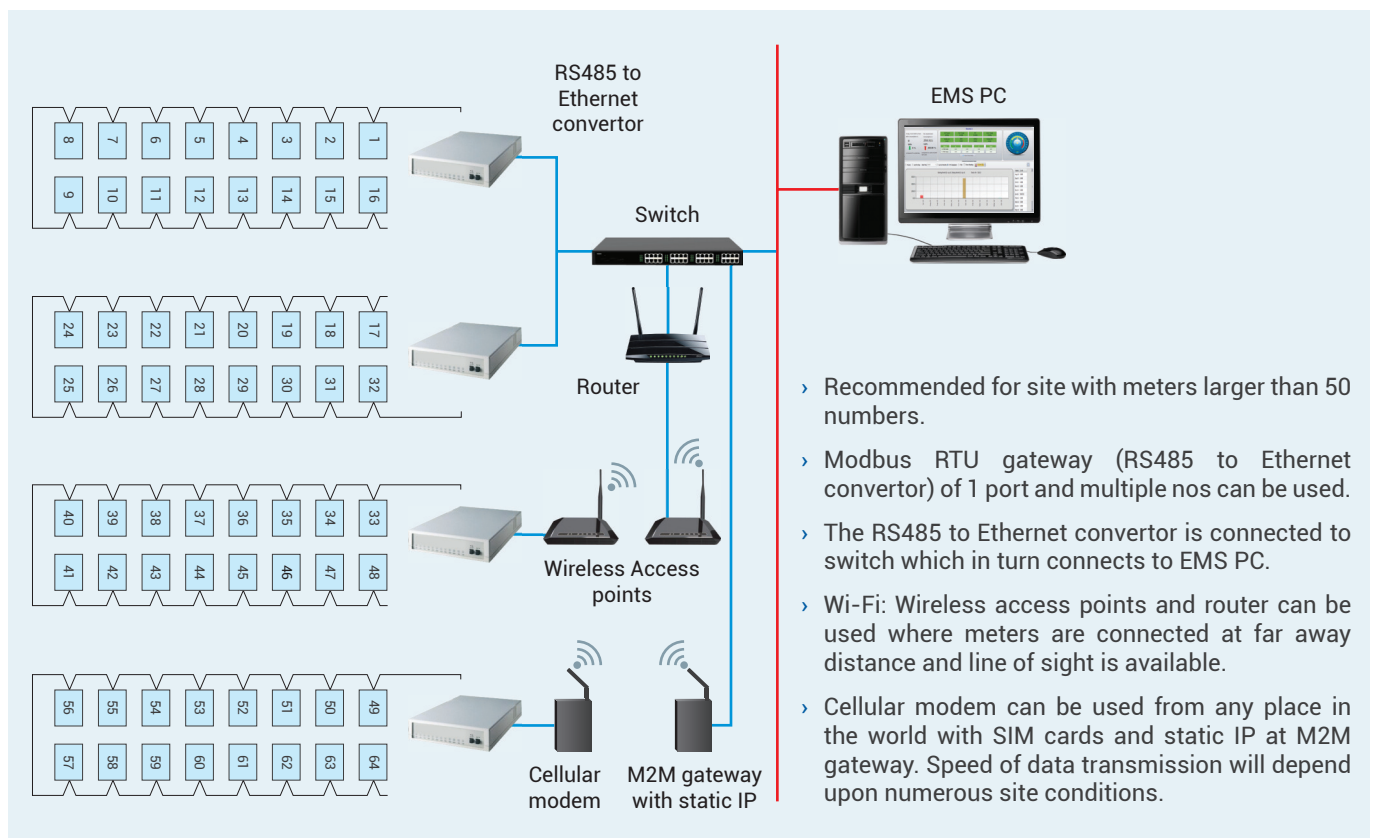 RS485 to
Ethernet
convertor
EMS PC
8 7 6 5 4 3 2 1
9 10 11 12 13 14 15 16
Switch
24 23 22 21 20 19 18 17
25 26 27 28 29 30 31 32
Router
40 39 38 37 36 35 34 33
41 42 43 44 45 46 47 48
Wireless Access
points
56 55 54 53 52 51 50 49
57 58 59 60 61 62 63 64
Cellular
modem
M2M gateway
with static IP
› Recommended for site with meters larger than 50
numbers.
› Modbus RTU gateway (RS485 to Ethernet
convertor) of 1 port and multiple nos can be used.
› The RS485 to Ethernet convertor is connected to
switch which in turn connects to EMS PC.
› Wi-Fi: Wireless access points and router can be
used where meters are connected at far away
distance and line of sight is available.
› Cellular modem can be used from any place in
the world with SIM cards and static IP at M2M
gateway. Speed of data transmission will depend
upon numerous site conditions.